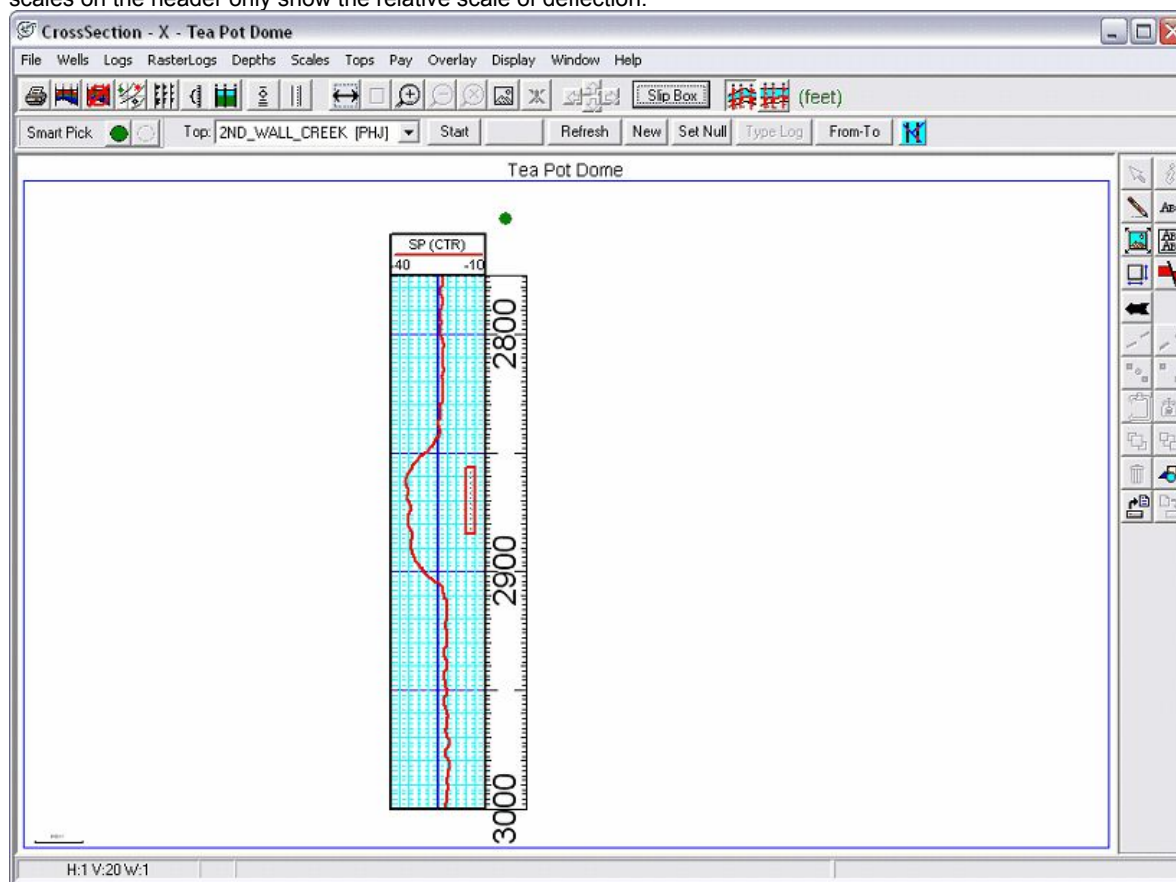 scales on the header only show the relative scale of deflection.
CrossSection - X - Tea Pot Dome
File Wells Logs RasterLogs Depths Scales Tops Pay Overlay Display Window Help
Slip Box (feet)
Smart Pick Top: 2ND_WALL_CREEK (PHJ) Start Refresh New Set Null Type Log From-To
Tea Pot Dome
SP (CTR)
-40 -10
2800
2900
3000
H:1 V:20 W:1